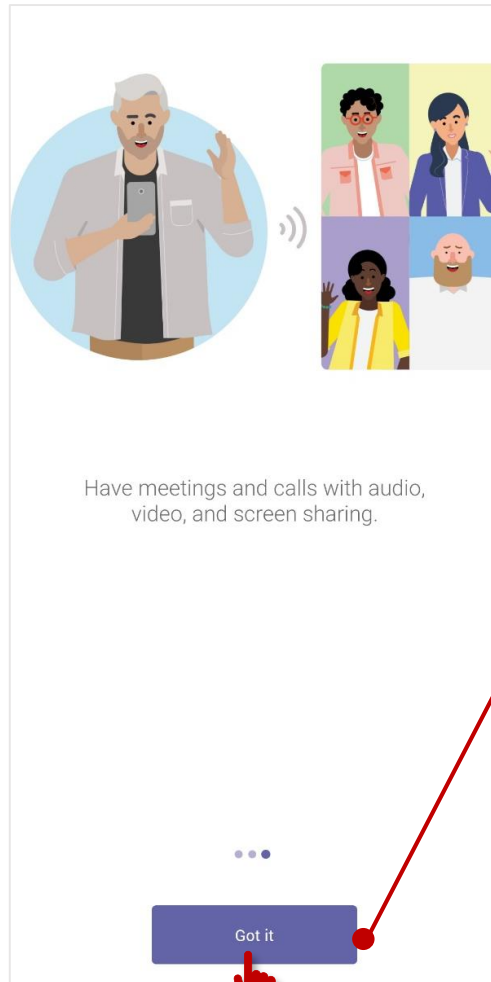 Have meetings and calls with audio,
video, and screen sharing.
Got it